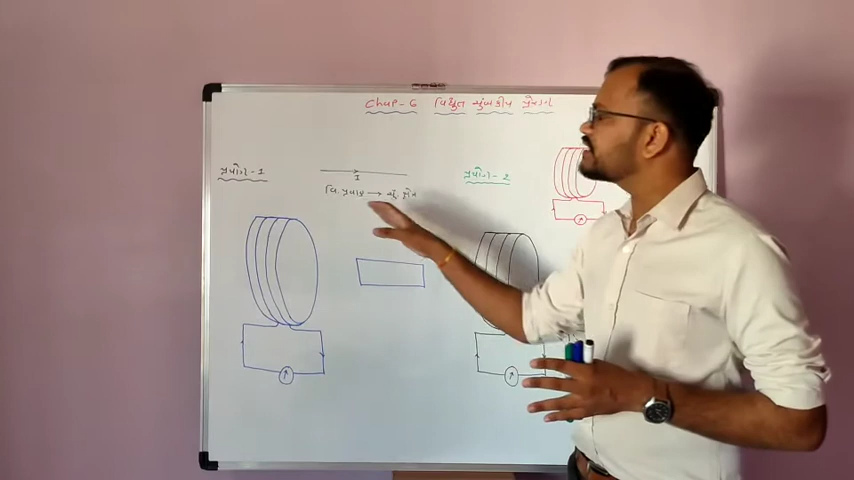 Chap-6 વિદ્યુત ચુંબકીય પ્રેરણ
પ્રયોગ-1
I
વિ. પ્રવાહ → ચું. ક્ષેત્ર
પ્રયોગ-2